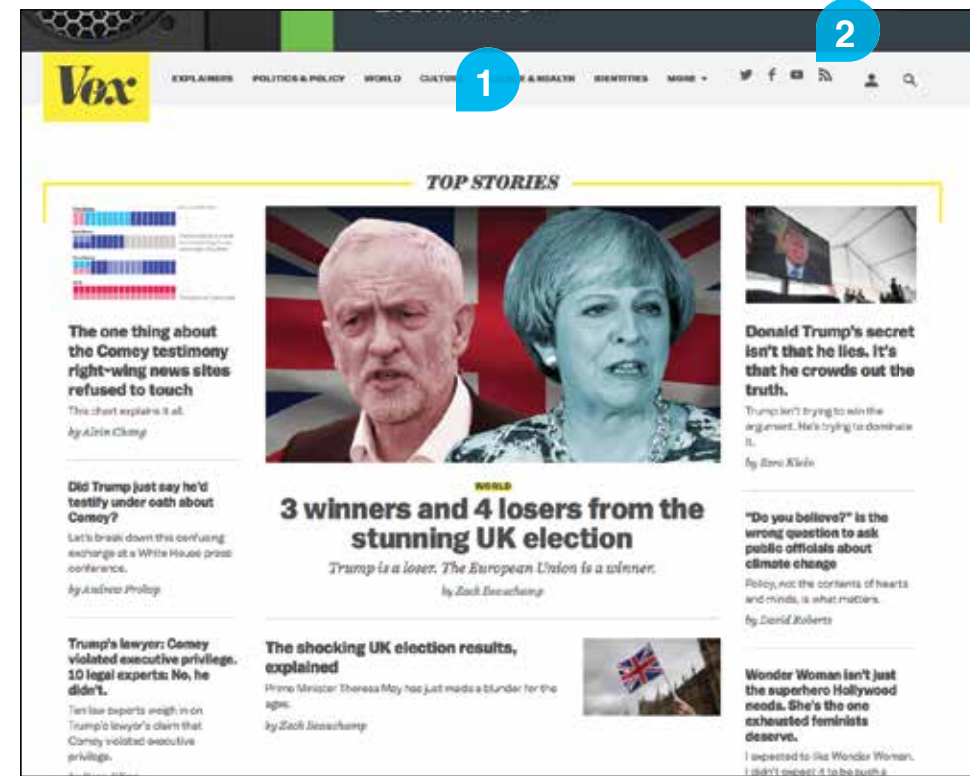 2
Vox
EXPLAINERS POLITICS & POLICY WORLD CULTURE 1 & HEALTH IDENTITIES MORE
TOP STORIES
The one thing about
the Comey testimony
right-wing news sites
refused to touch
This chart explains it all.
by Alvin Chang
Did Trump just say he'd
testify under oath about
Comey?
Let's break down this confusing
exchange at a White House press
conference.
by Andrew Prokop
Trump's lawyer: Comey
violated executive privilege.
10 legal experts: No, he
didn't.
Ten law experts weigh in on
Trump's lawyer's claim that
Comey violated executive
privilege.
WORLD
3 winners and 4 losers from the
stunning UK election
Trump is a loser. The European Union is a winner.
by Zack Beauchamp
The shocking UK election results,
explained
Prime Minister Theresa May has just made a blunder for the
ages.
by Zack Beauchamp
Donald Trump's secret
isn't that he lies. It's
that he crowds out the
truth.
Trump isn't trying to win the
argument. He's trying to dominate
it.
by Ezra Klein
"Do you believe?" is the
wrong question to ask
public officials about
climate change
Policy, not the contents of hearts
and minds, is what matters.
by David Roberts
Wonder Woman isn't just
the superhero Hollywood
needs. She's the one
exhausted feminists
deserve.
I expected to like Wonder Woman.
I didn't expect it to be such a